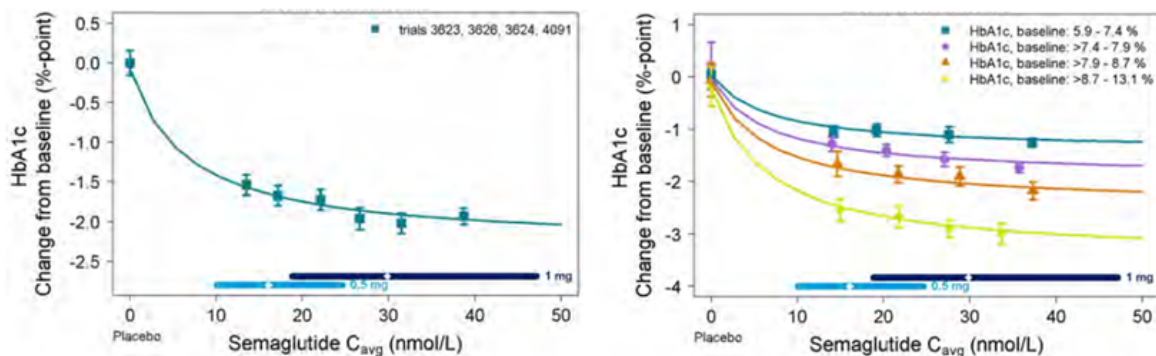 0.5
0.0
-0.5
-1.0
-1.5
-2.0
-2.5
HbA1c
Change from baseline (%-point)
trials 3623, 3626, 3624, 4091
1 mg
0.5 mg
0 10 20 30 40 50
Placebo
Semaglutide Cavg (nmol/L)
1
0
-1
-2
-3
-4
HbA1c
Change from baseline (%-point)
HbA1c, baseline: 5.9 - 7.4 %
HbA1c, baseline: >7.4 - 7.9 %
HbA1c, baseline: >7.9 - 8.7 %
HbA1c, baseline: >8.7 - 13.1 %
1 mg
0.5 mg
0 10 20 30 40 50
Placebo
Semaglutide Cavg (nmol/L)